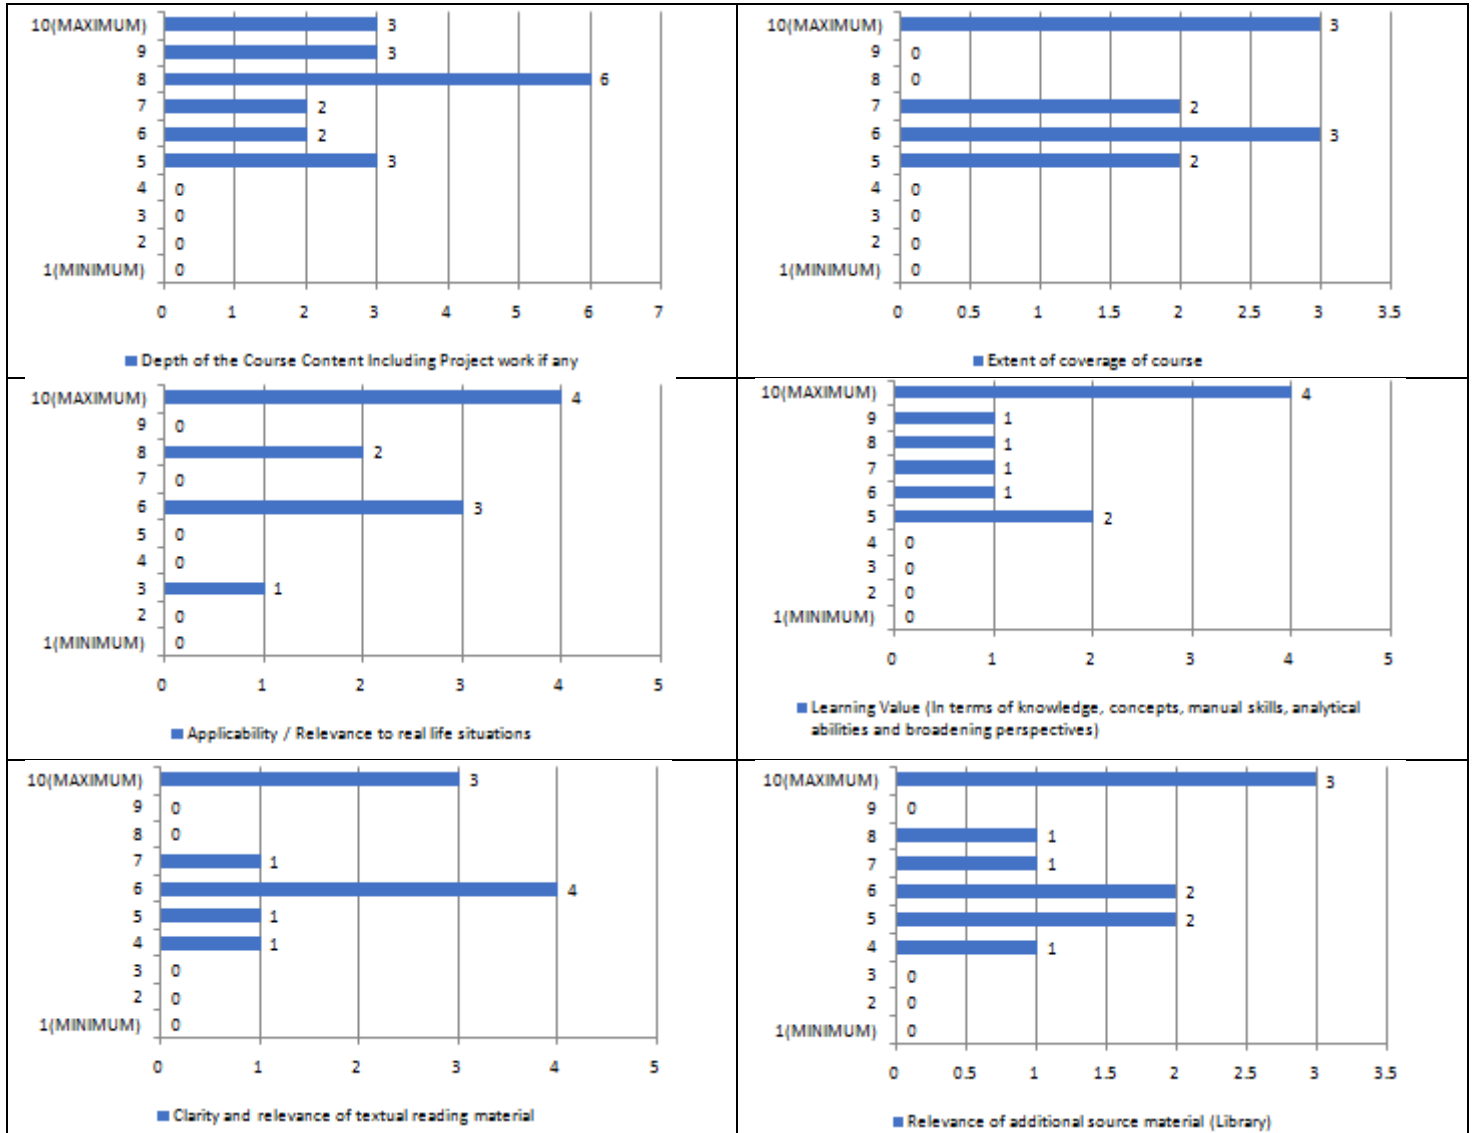 10(MAXIMUM) 3
9 3
8 6
7 2
6 2
5 3
4 0
3 0
2 0
1(MINIMUM) 0
0 1 2 3 4 5 6 7
Depth of the Course Content Including Project work if any
10(MAXIMUM) 3
9 0
8 0
7 2
6 3
5 2
4 0
3 0
2 0
1(MINIMUM) 0
0 0.5 1 1.5 2 2.5 3 3.5
Extent of coverage of course
10(MAXIMUM) 4
9 0
8 2
7 0
6 3
5 0
4 0
3 1
2 0
1(MINIMUM) 0
0 1 2 3 4 5
Applicability / Relevance to real life situations
10(MAXIMUM) 4
9 1
8 1
7 1
6 1
5 2
4 0
3 0
2 0
1(MINIMUM) 0
0 1 2 3 4 5
Learning Value (In terms of knowledge, concepts, manual skills, analytical
abilities and broadening perspectives)
10(MAXIMUM) 3
9 0
8 0
7 1
6 4
5 1
4 1
3 0
2 0
1(MINIMUM) 0
0 1 2 3 4 5
Clarity and relevance of textual reading material
10(MAXIMUM) 3
9 0
8 1
7 1
6 2
5 2
4 1
3 0
2 0
1(MINIMUM) 0
0 0.5 1 1.5 2 2.5 3 3.5
Relevance of additional source material (Library)